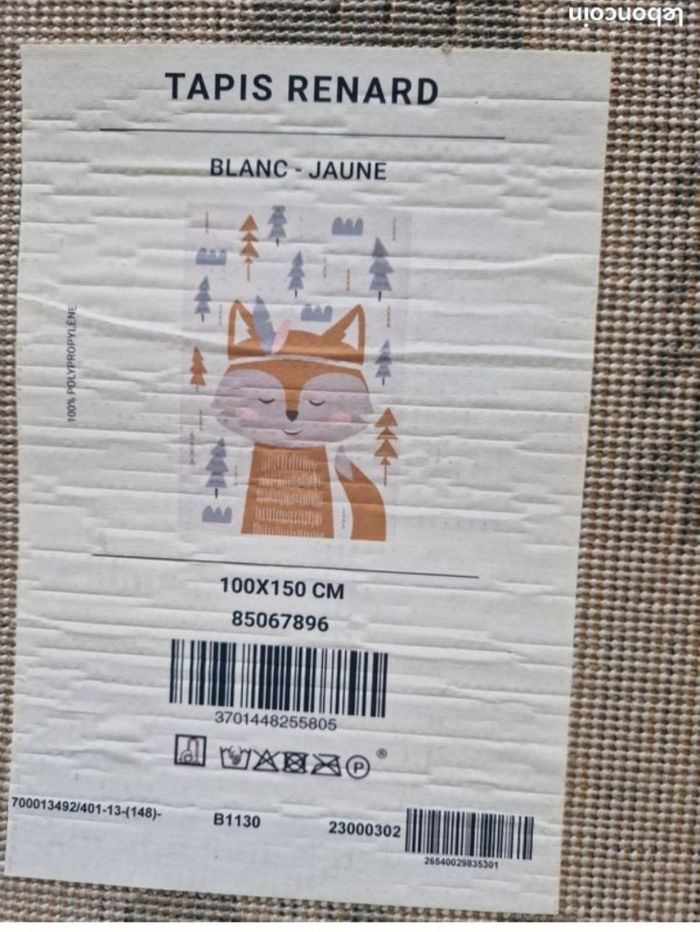 leboncoin
TAPIS RENARD
BLANC - JAUNE
100% POLYPROPYLÈNE
100X150 CM
85067896
3701448255805
P
®
700013492/401-13-(148)-
B1130
23000302
26540029835301